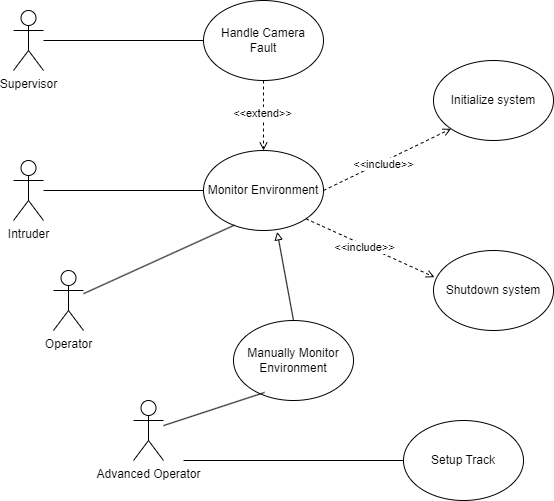 Handle Camera
Fault
Supervisor
Initialize system
<<extend>>
<<include>>
Monitor Environment
Intruder
<<include>>
Shutdown system
Operator
Manually Monitor
Environment
Setup Track
Advanced Operator